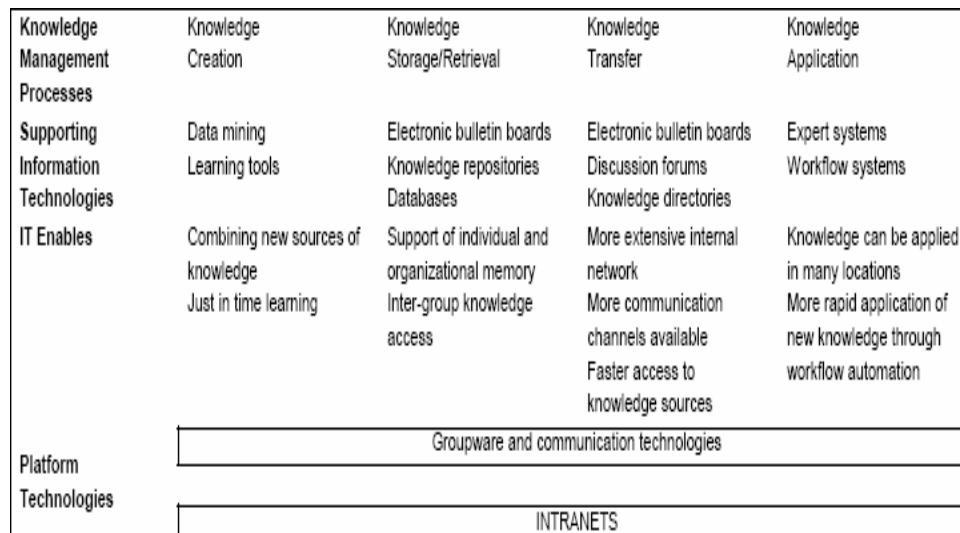 Knowledge Knowledge Knowledge Knowledge Knowledge
Management Creation Storage/Retrieval Transfer Application
Processes
Supporting Data mining Electronic bulletin boards Electronic bulletin boards Expert systems
Information Learning tools Knowledge repositories Discussion forums Workflow systems
Technologies Databases Knowledge directories
IT Enables Combining new sources of Support of individual and More extensive internal Knowledge can be applied
knowledge organizational memory network in many locations
Just in time learning Inter-group knowledge More communication More rapid application of
access channels available new knowledge through
Faster access to workflow automation
knowledge sources
Groupware and communication technologies
Platform
Technologies
INTRANETS